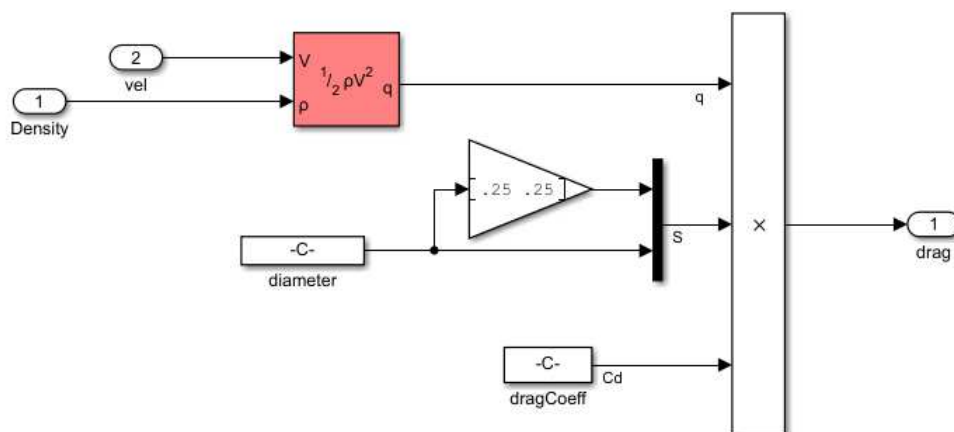 2
vel
1
Density
V
ρ
1/2 ρV²
q
q
[.25 .25]
-C-
diameter
S
×
1
drag
-C-
dragCoeff
Cd